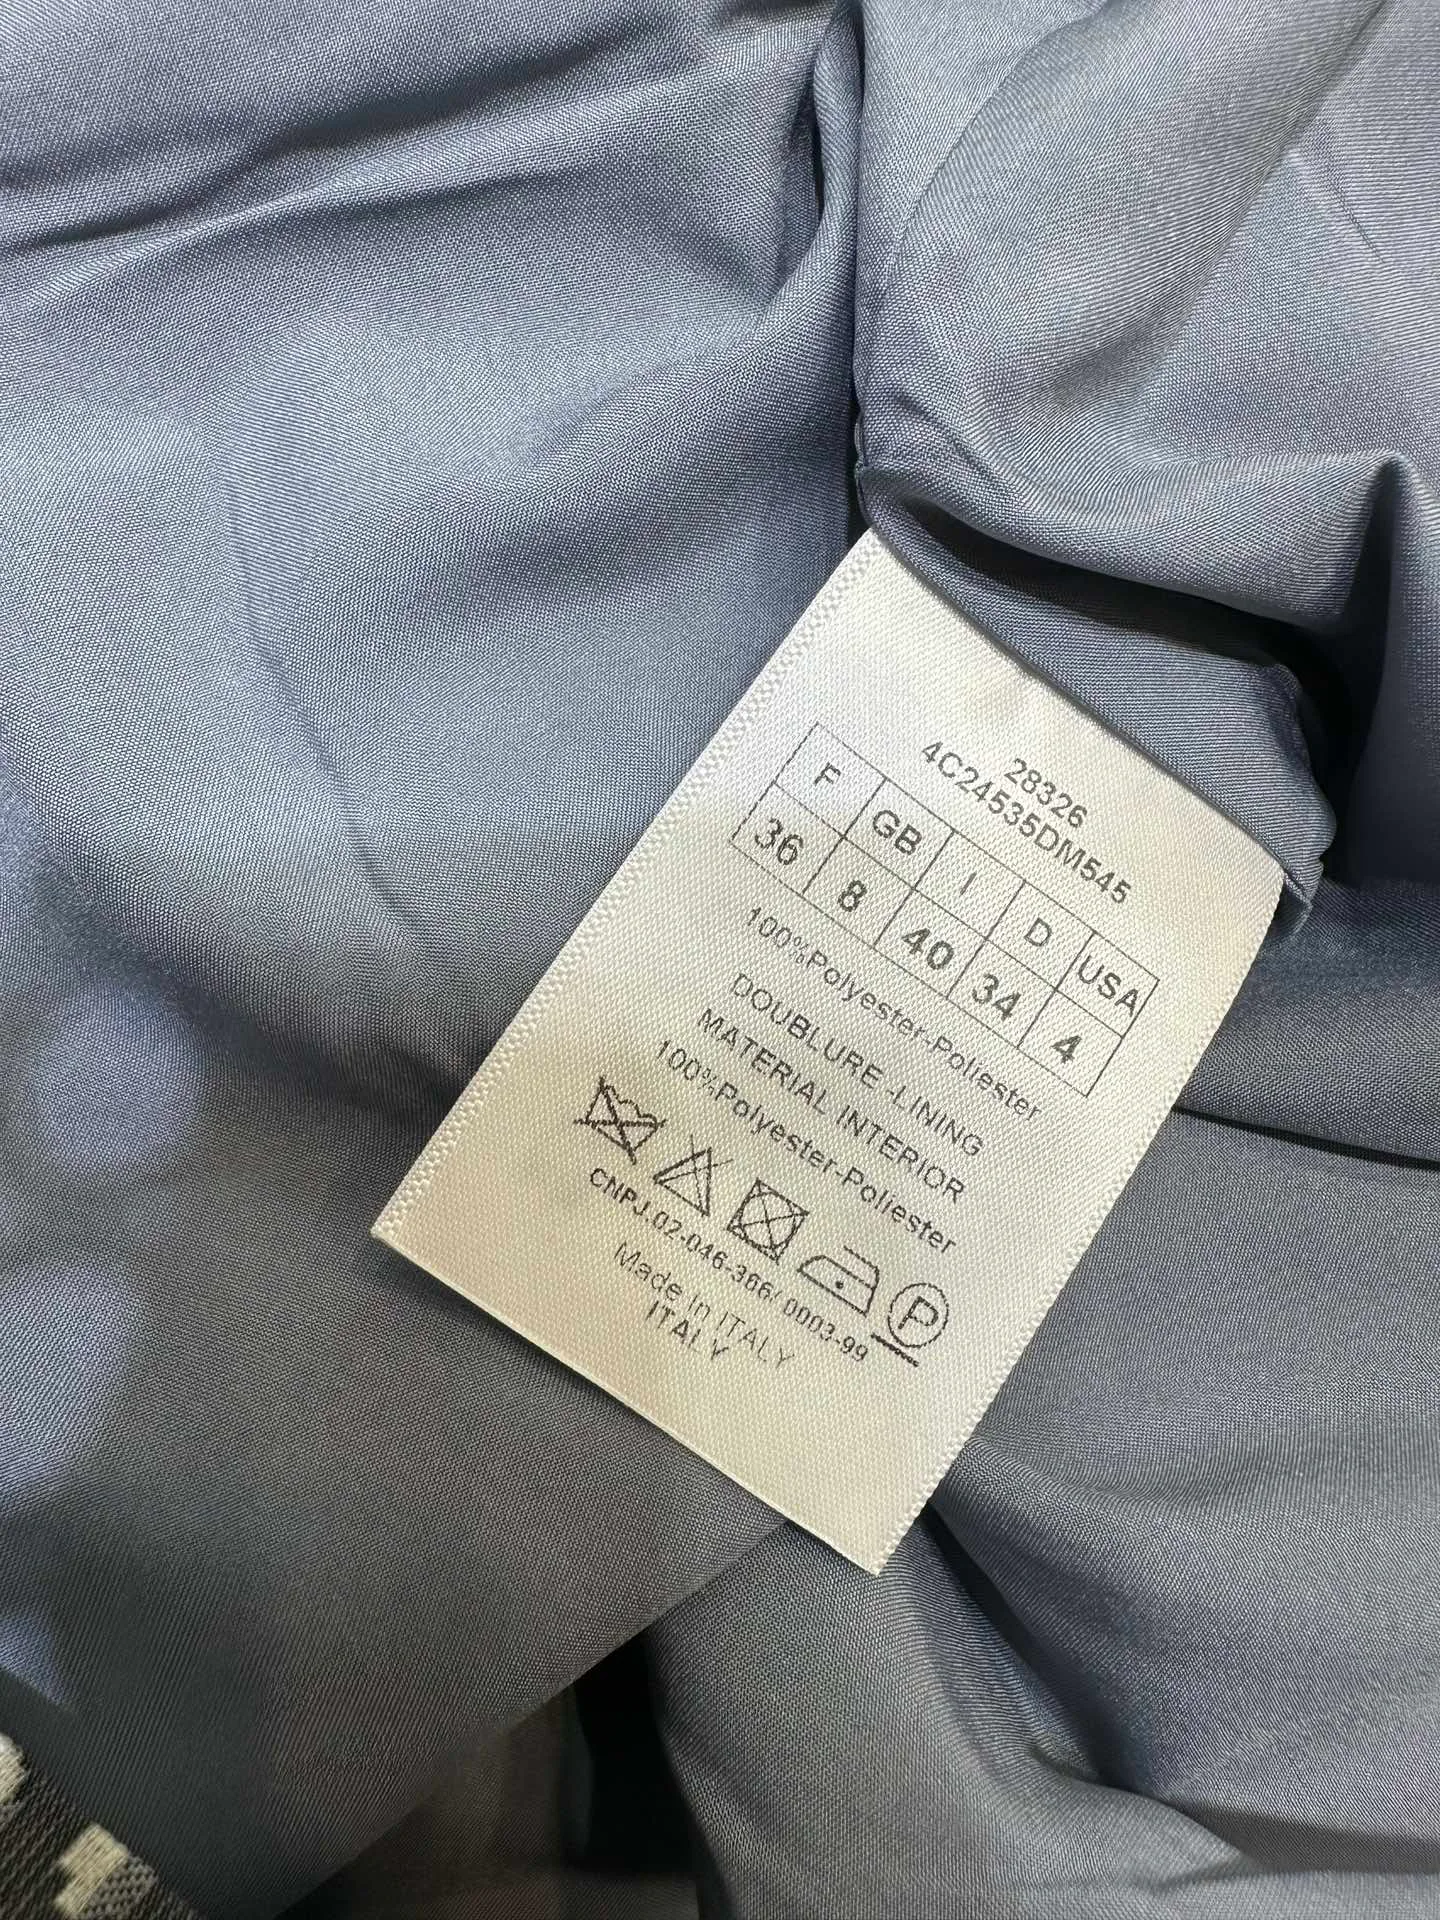 28326
4C24535DM545
F GB I D USA
36 8 40 34 4
100%Polyester-Poliester
DOUBLURE -LINING
MATERIAL INTERIOR
100%Polyester-Poliester
P
CNPJ.02-046-366/0003-99
Made in ITALY
ITALY